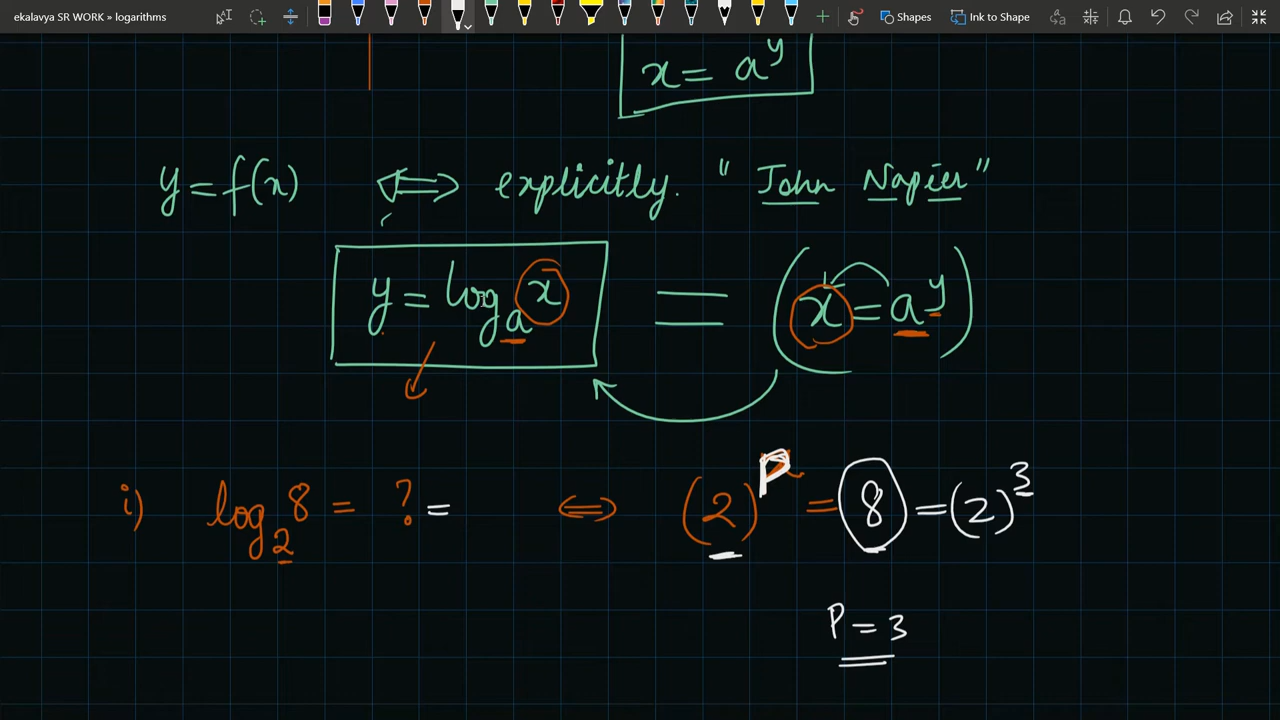 ekalavya SR WORK » logarithms
Shapes
Ink to Shape
x = a^y
y = f(x) ⟺ explicitly. "John Napier"
y = log_a x = (x = a^y)
i) log_2 8 = ? = ⟺ (2)^P = 8 = (2)^3
P = 3